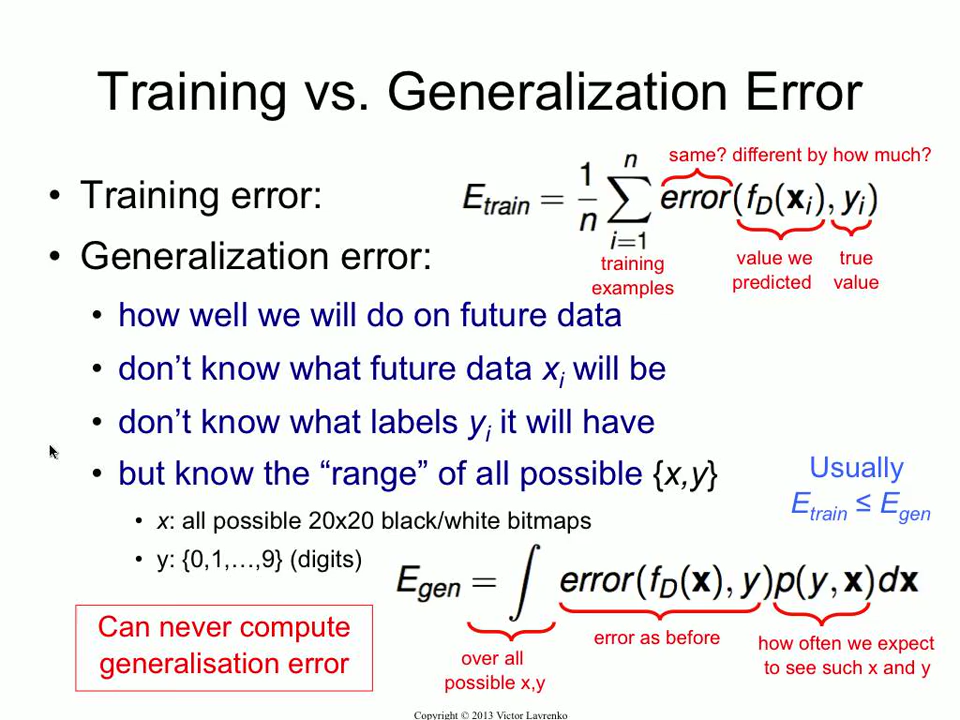 Training vs. Generalization Error
• Training error:
E_train = 1/n ∑_{i=1}^{n} error(f_D(x_i), y_i)
same? different by how much?
training
examples
value we
predicted
true
value
• Generalization error:
• how well we will do on future data
• don’t know what future data x_i will be
• don’t know what labels y_i it will have
• but know the “range” of all possible {x,y}
• x: all possible 20x20 black/white bitmaps
• y: {0,1,…,9} (digits)
Usually
E_train ≤ E_gen
E_gen = ∫ error(f_D(x), y)p(y, x)dx
over all
possible x,y
error as before
how often we expect
to see such x and y
Can never compute
generalisation error
Copyright © 2013 Victor Lavrenko